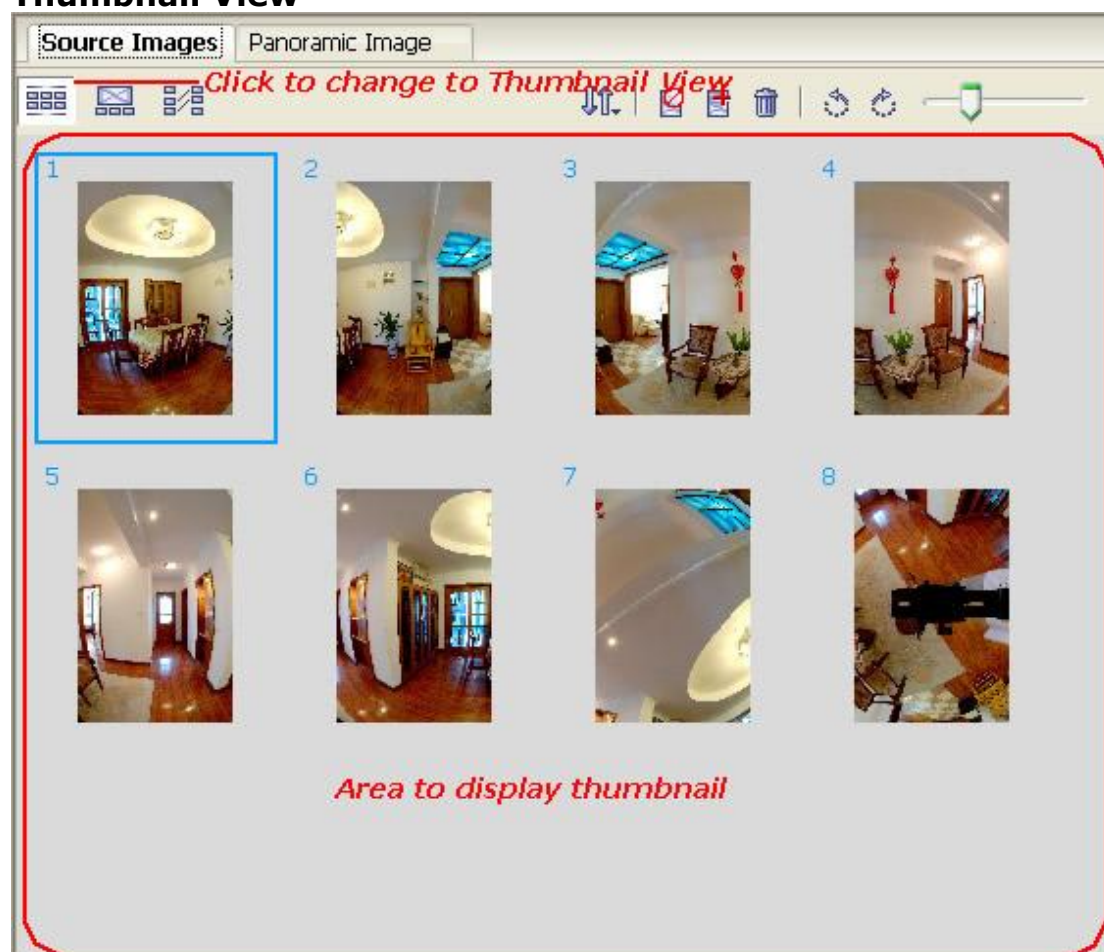 Thumbnail View
Source Images Panoramic Image
Click to change to Thumbnail View
1 2 3 4
5 6 7 8
Area to display thumbnail